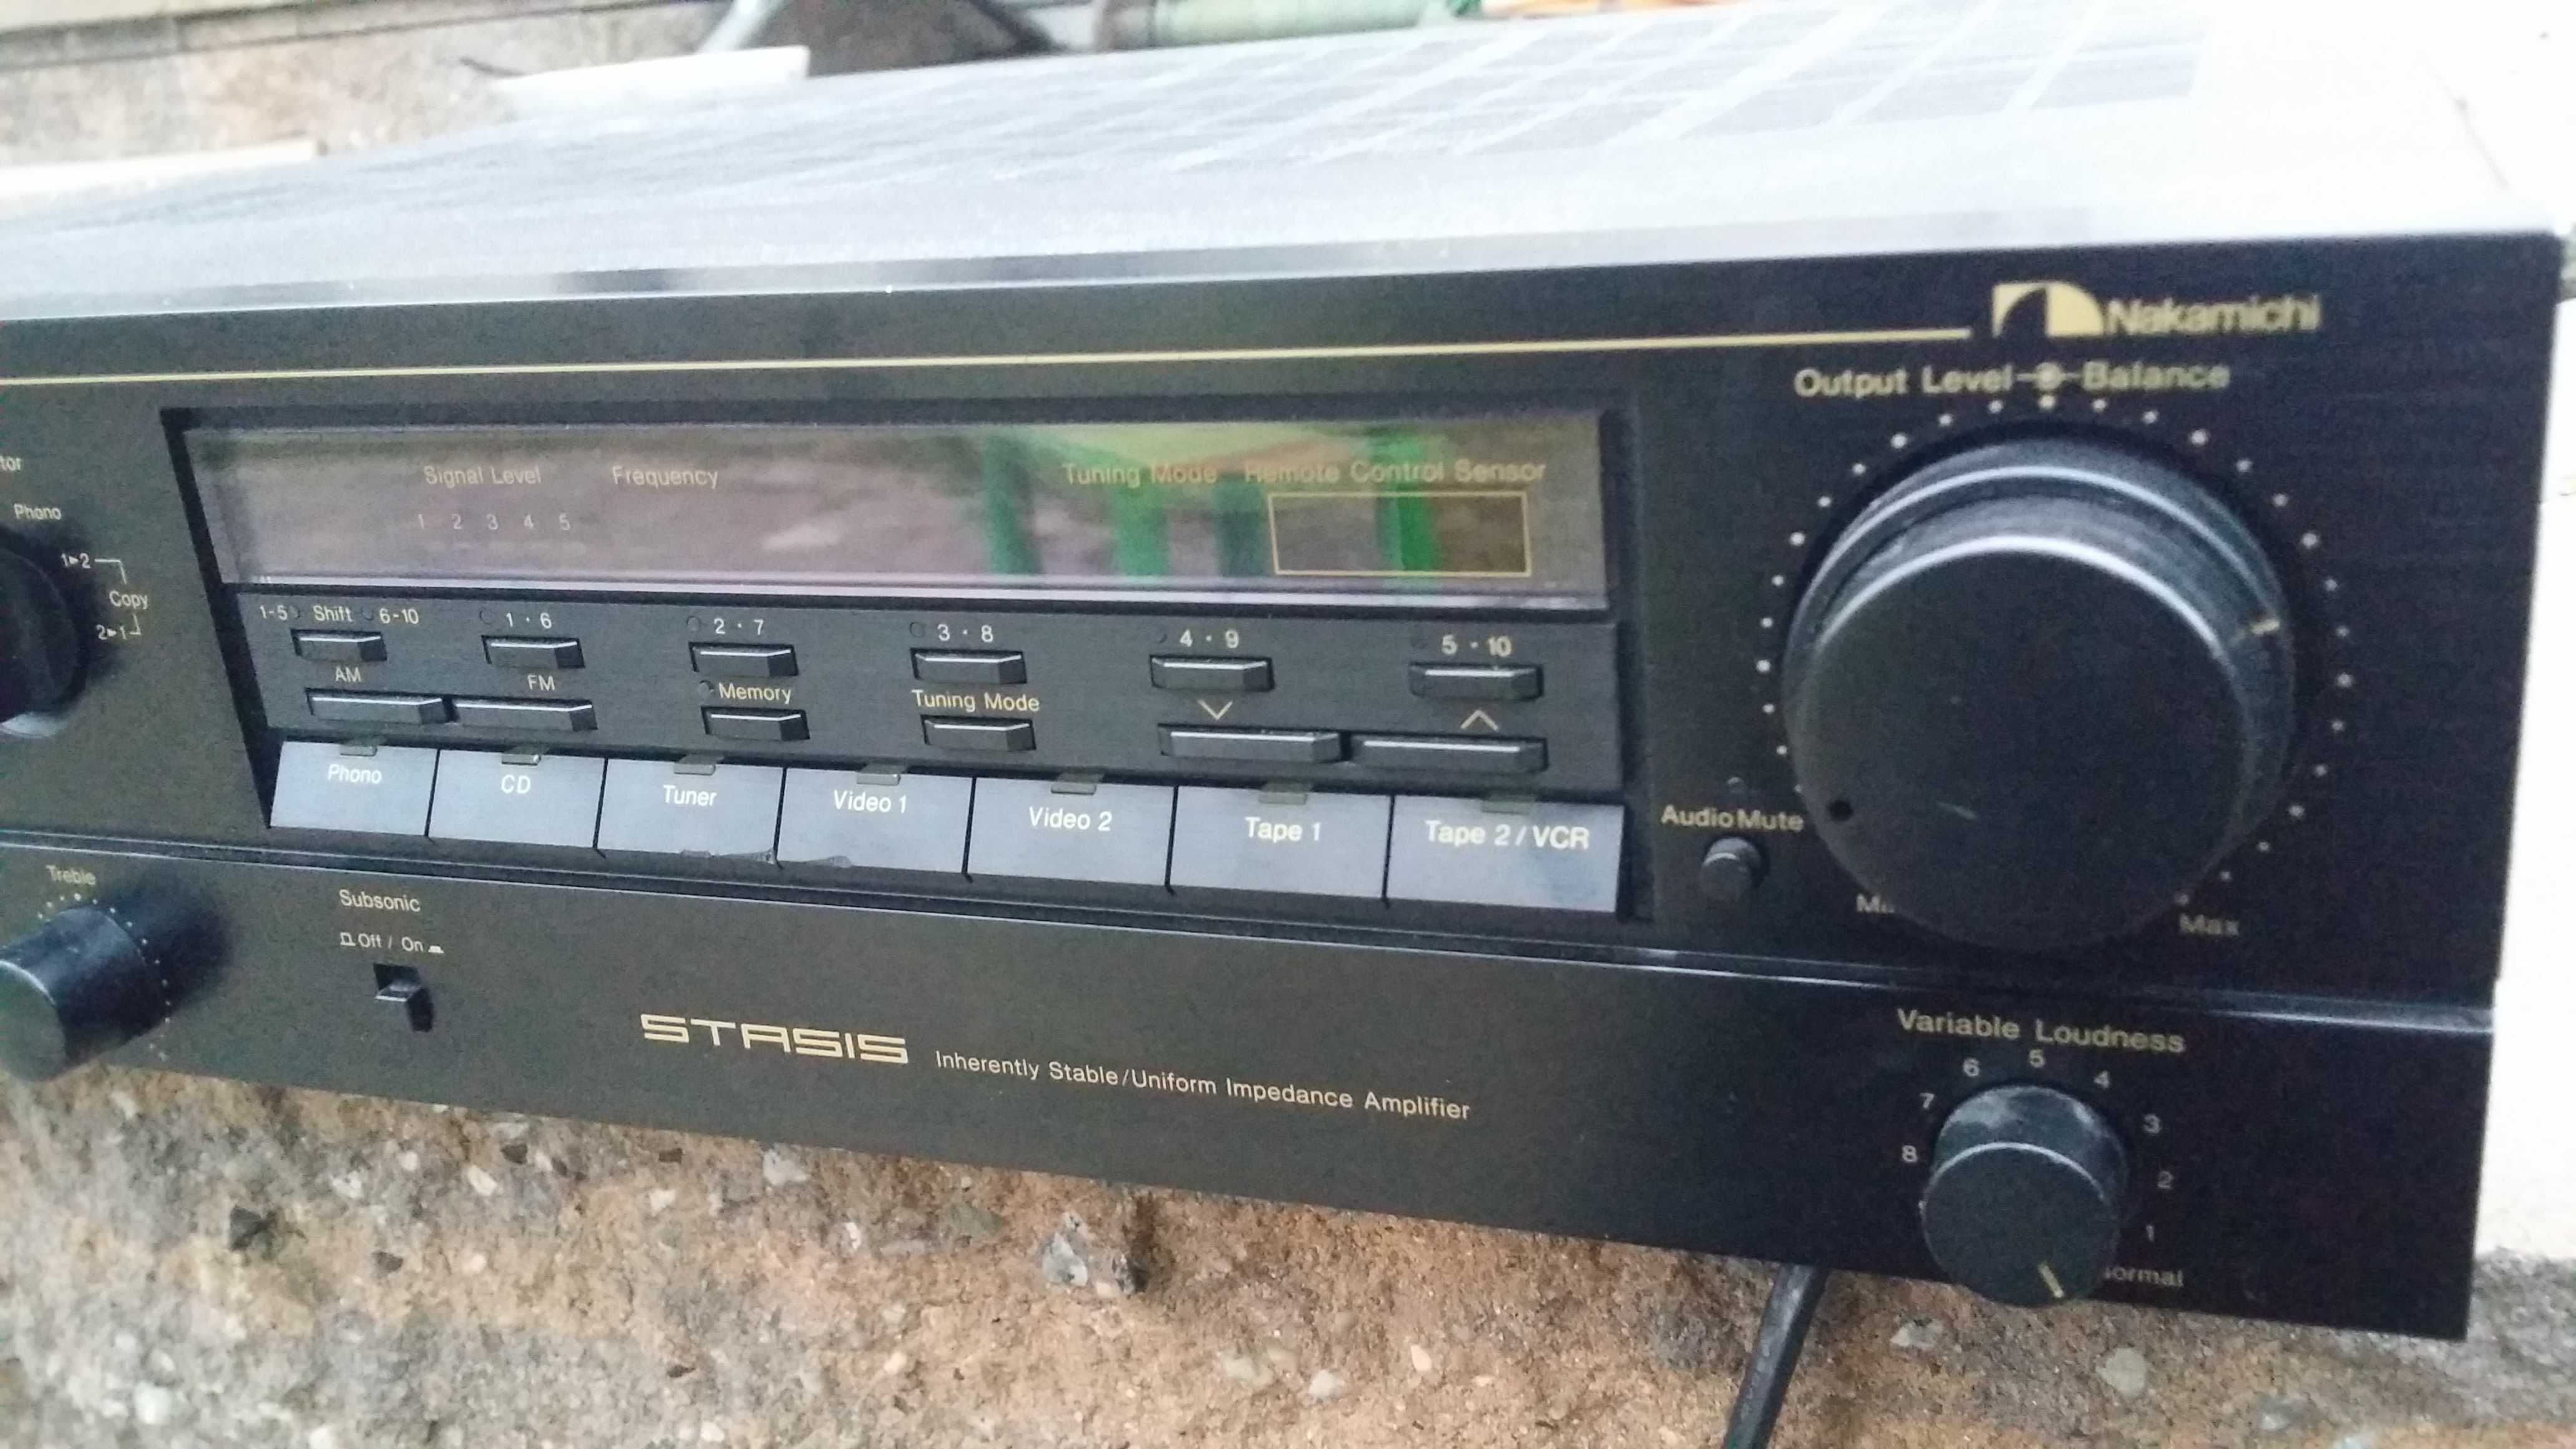 Nakamichi
Output Level Balance
tor
Phono
1▸2
Copy
2▸1
Signal Level Frequency Tuning Mode Remote Control Sensor
1 2 3 4 5
1-5 Shift 6-10 1 · 6 2 · 7 3 · 8 4 · 9 5 · 10
AM FM Memory Tuning Mode
Phono CD Tuner Video 1 Video 2 Tape 1 Tape 2 / VCR
Audio Mute
Max
Treble
Subsonic
Off / On
STASIS Inherently Stable/Uniform Impedance Amplifier
Variable Loudness
8 7 6 5 4 3 2 1
ormal